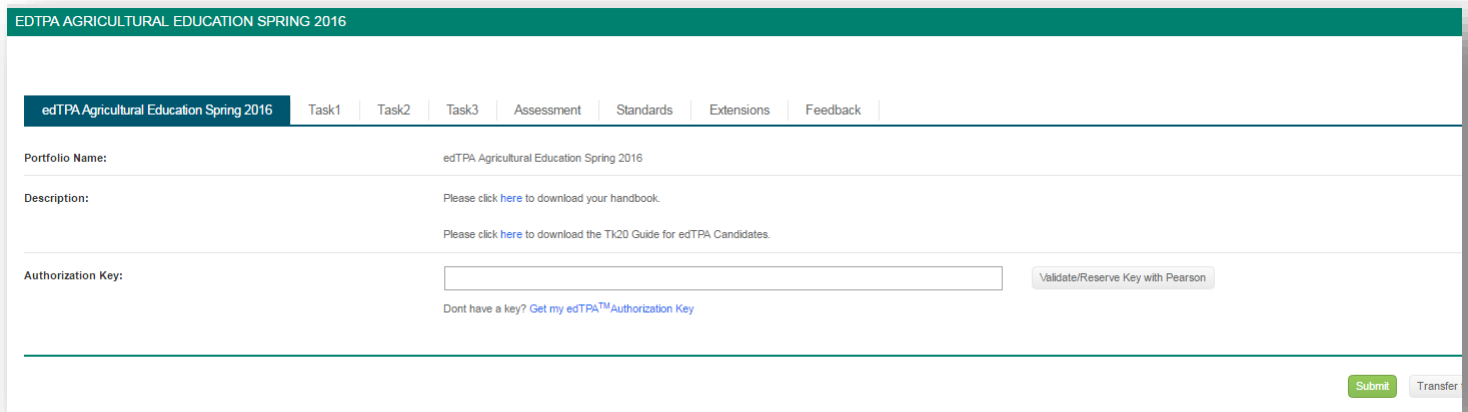 EDTPA AGRICULTURAL EDUCATION SPRING 2016
edTPA Agricultural Education Spring 2016 Task1 Task2 Task3 Assessment Standards Extensions Feedback
Portfolio Name: edTPA Agricultural Education Spring 2016
Description: Please click here to download your handbook.
Please click here to download the Tk20 Guide for edTPA Candidates.
Authorization Key: Validate/Reserve Key with Pearson
Dont have a key? Get my edTPA™Authorization Key
Submit Transfer